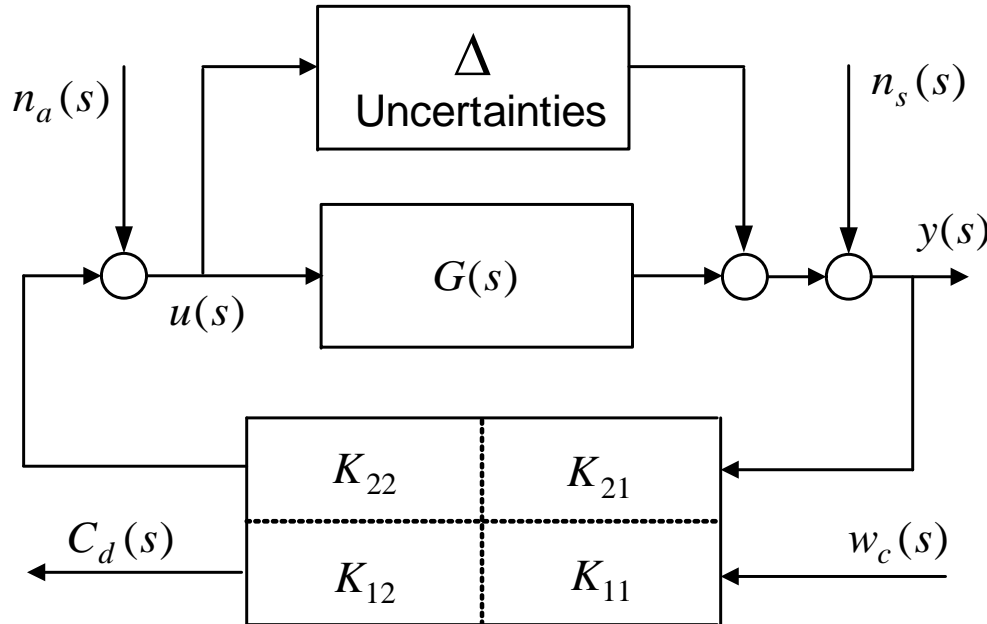 Δ
Uncertainties
n_a(s)
n_s(s)
y(s)
G(s)
u(s)
K_22 K_21
C_d(s)
w_c(s)
K_12 K_11